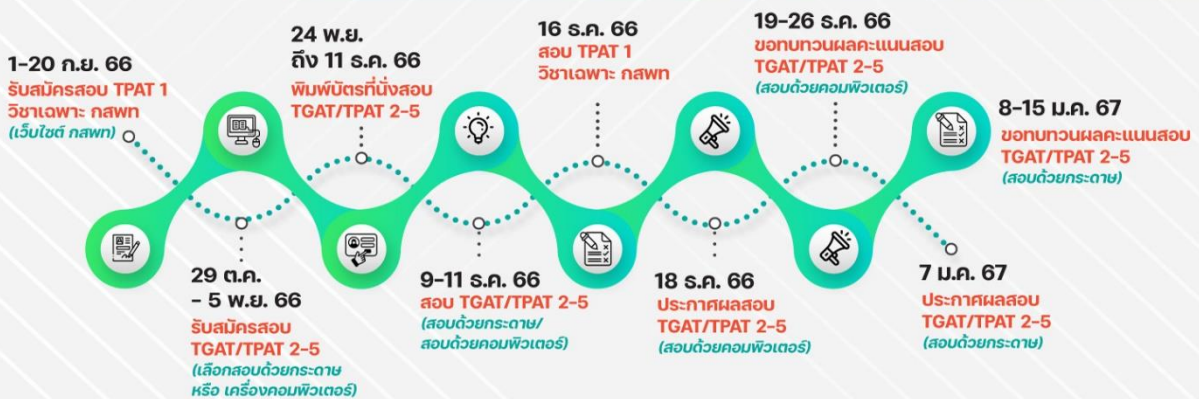 1-20 ก.ย. 66
รับสมัครสอบ TPAT 1
วิชาเฉพาะ กสพท
(เว็บไซต์ กสพท)
29 ต.ค.
- 5 พ.ย. 66
รับสมัครสอบ
TGAT/TPAT 2-5
(เลือกสอบด้วยกระดาษ
หรือ เครื่องคอมพิวเตอร์)
24 พ.ย.
ถึง 11 ธ.ค. 66
พิมพ์บัตรที่นั่งสอบ
TGAT/TPAT 2-5
9-11 ธ.ค. 66
สอบ TGAT/TPAT 2-5
(สอบด้วยกระดาษ/
สอบด้วยคอมพิวเตอร์)
16 ธ.ค. 66
สอบ TPAT 1
วิชาเฉพาะ กสพท
18 ธ.ค. 66
ประกาศผลสอบ
TGAT/TPAT 2-5
(สอบด้วยคอมพิวเตอร์)
19-26 ธ.ค. 66
ขอทบทวนผลคะแนนสอบ
TGAT/TPAT 2-5
(สอบด้วยคอมพิวเตอร์)
7 ม.ค. 67
ประกาศผลสอบ
TGAT/TPAT 2-5
(สอบด้วยกระดาษ)
8-15 ม.ค. 67
ขอทบทวนผลคะแนนสอบ
TGAT/TPAT 2-5
(สอบด้วยกระดาษ)